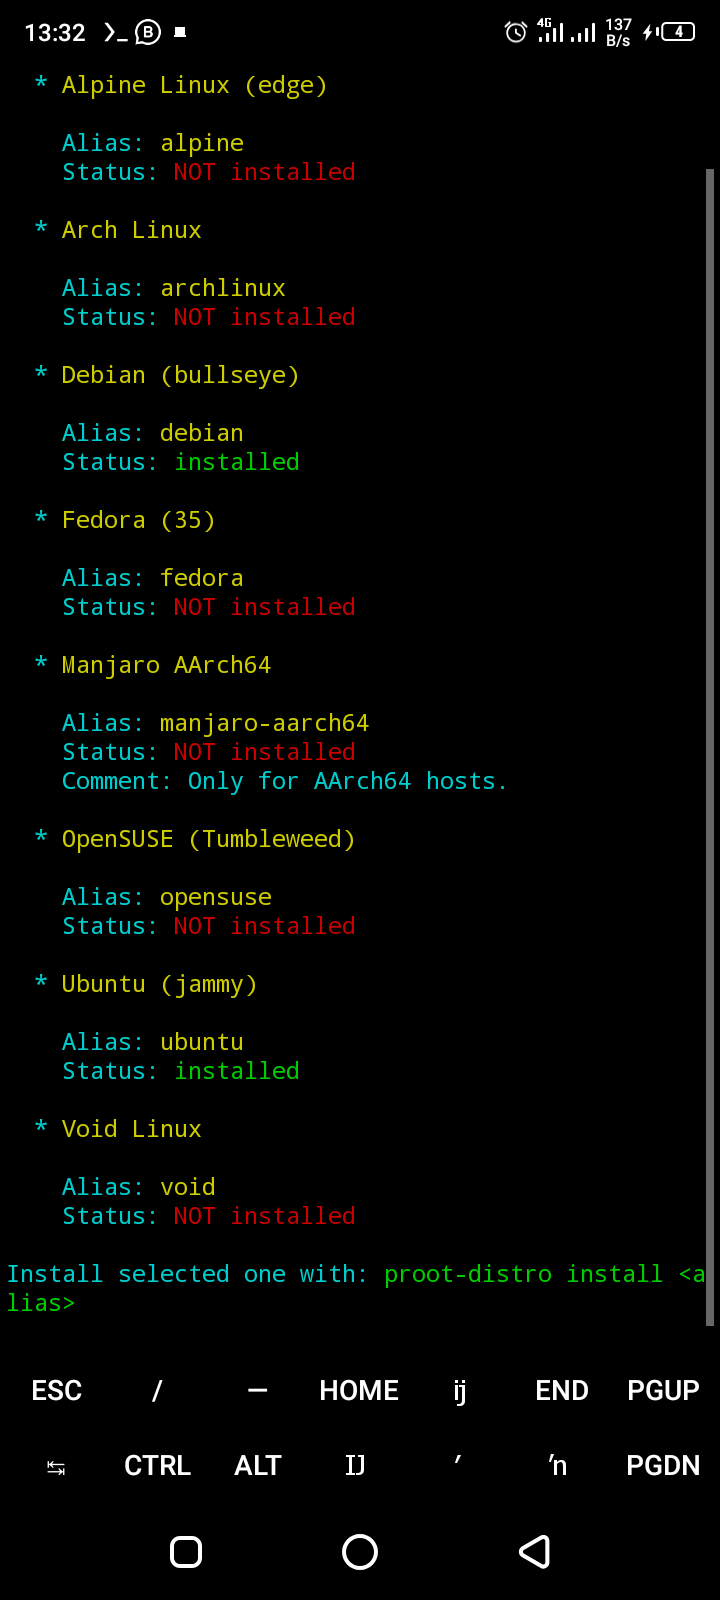 13:32
4G
137
B/s
4
* Alpine Linux (edge)
Alias: alpine
Status: NOT installed
* Arch Linux
Alias: archlinux
Status: NOT installed
* Debian (bullseye)
Alias: debian
Status: installed
* Fedora (35)
Alias: fedora
Status: NOT installed
* Manjaro AArch64
Alias: manjaro-aarch64
Status: NOT installed
Comment: Only for AArch64 hosts.
* OpenSUSE (Tumbleweed)
Alias: opensuse
Status: NOT installed
* Ubuntu (jammy)
Alias: ubuntu
Status: installed
* Void Linux
Alias: void
Status: NOT installed
Install selected one with: proot-distro install <a
lias>
ESC / — HOME ĳ END PGUP
↹ CTRL ALT Ĳ ʹ ŉ PGDN